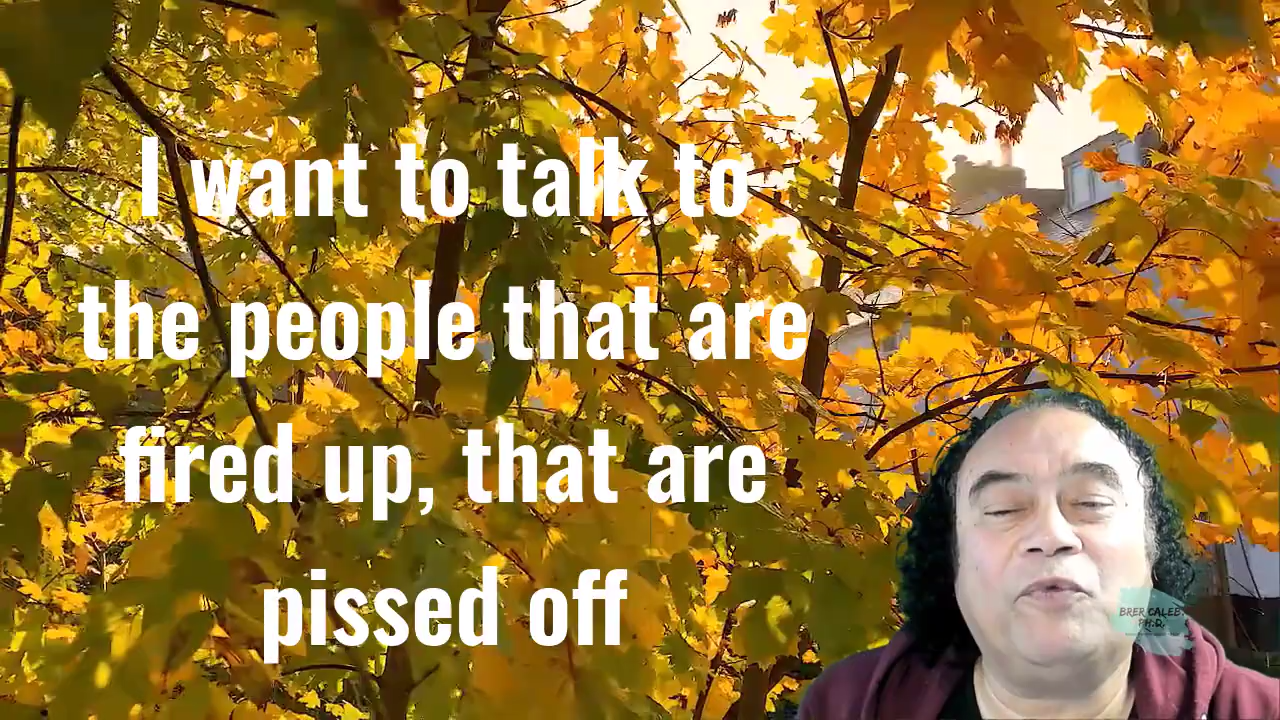 I want to talk to
the people that are
fired up, that are
pissed off
BRER CALEB
PH.D.